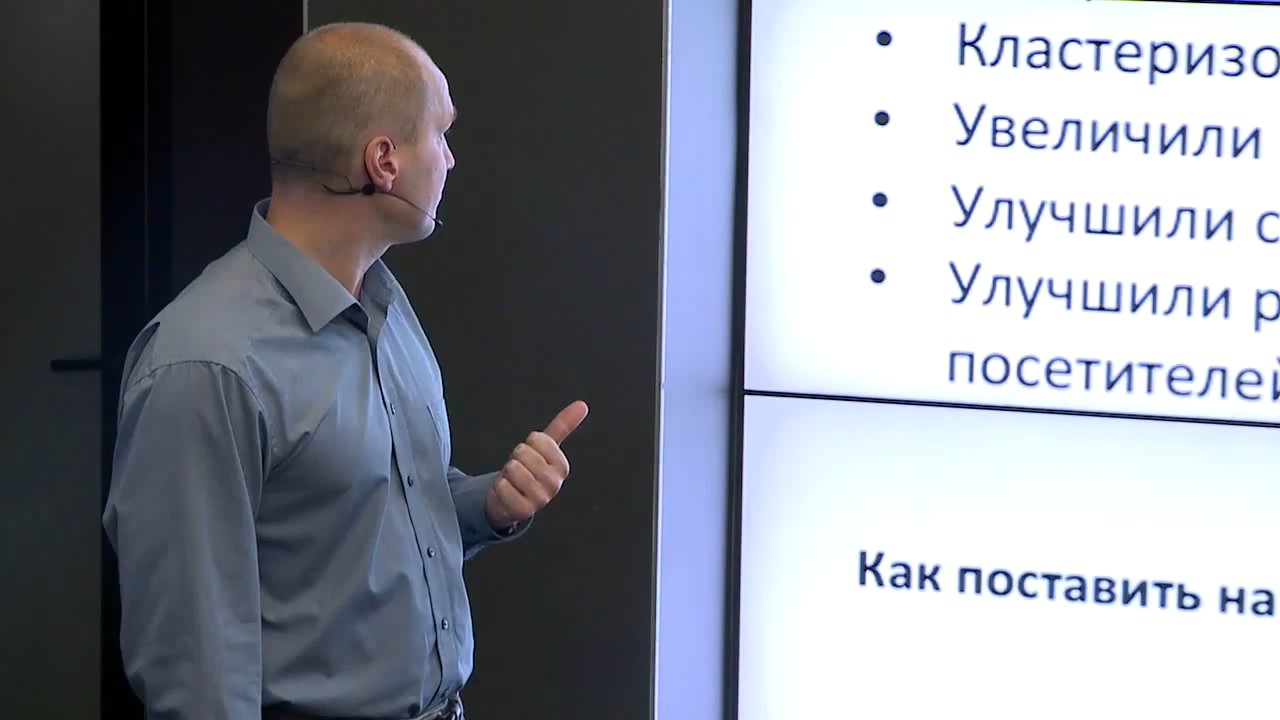 • Кластеризо
• Увеличили
• Улучшили с
• Улучшили р
посетителей
Как поставить на